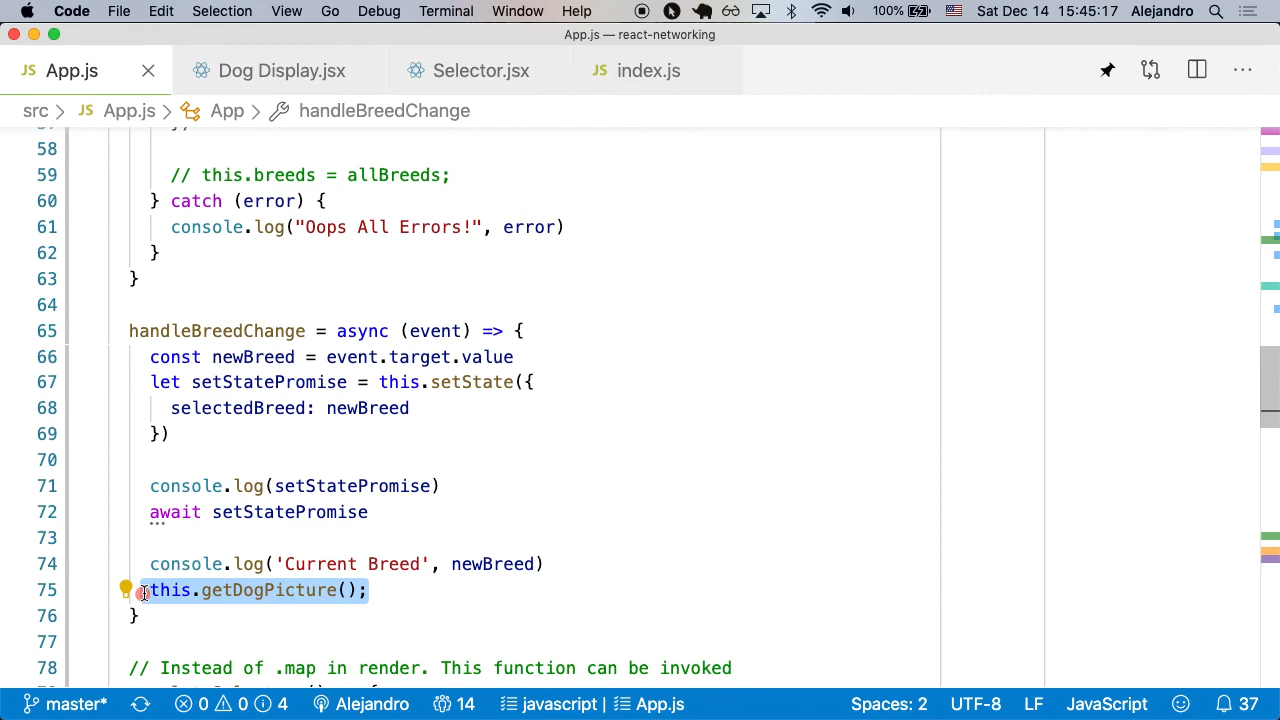 Code File Edit Selection View Go Debug Terminal Window Help 100% Sat Dec 14 15:45:17 Alejandro
App.js — react-networking
JS App.js Dog Display.jsx Selector.jsx JS index.js
src > JS App.js > App > handleBreedChange
58
59 // this.breeds = allBreeds;
60 } catch (error) {
61 console.log("Oops All Errors!", error)
62 }
63 }
64
65 handleBreedChange = async (event) => {
66 const newBreed = event.target.value
67 let setStatePromise = this.setState({
68 selectedBreed: newBreed
69 })
70
71 console.log(setStatePromise)
72 await setStatePromise
73
74 console.log('Current Breed', newBreed)
75 this.getDogPicture();
76 }
77
78 // Instead of .map in render. This function can be invoked
master* 0 0 4 Alejandro 14 javascript | App.js Spaces: 2 UTF-8 LF JavaScript 37